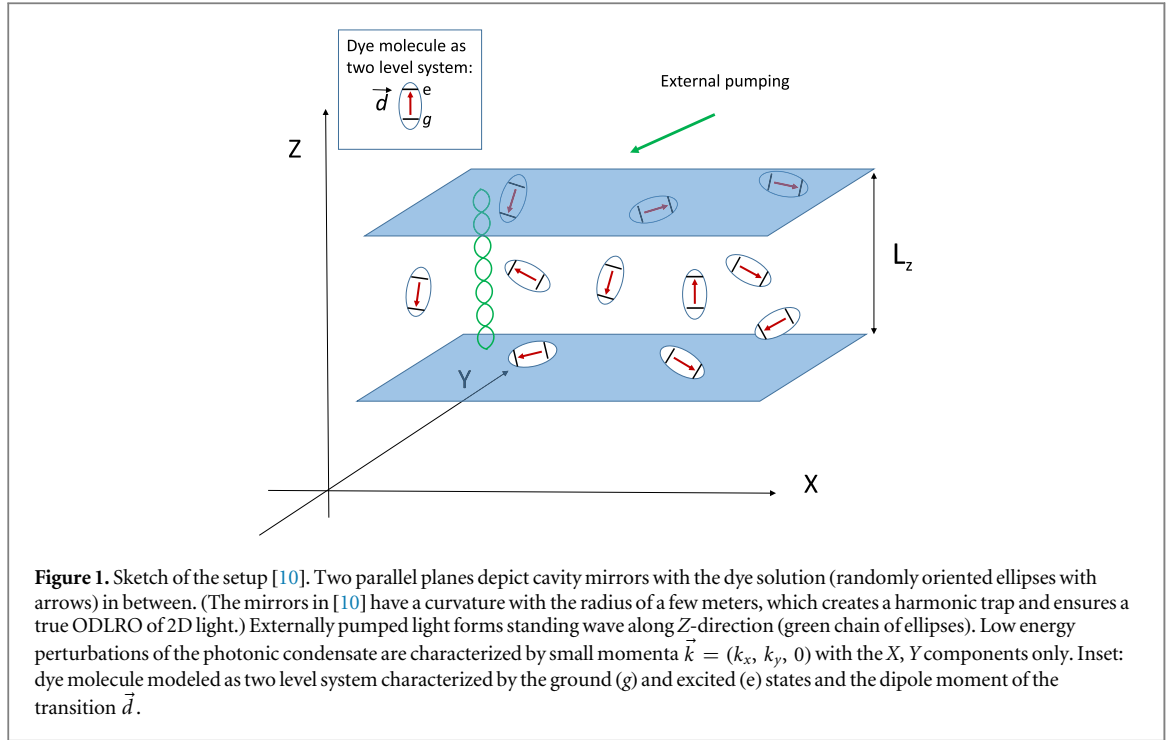 Dye molecule as
two level system:
d e
g
External pumping
Z
L_z
Y
X
Figure 1. Sketch of the setup [10]. Two parallel planes depict cavity mirrors with the dye solution (randomly oriented ellipses with
arrows) in between. (The mirrors in [10] have a curvature with the radius of a few meters, which creates a harmonic trap and ensures a
true ODLRO of 2D light.) Externally pumped light forms standing wave along Z-direction (green chain of ellipses). Low energy
perturbations of the photonic condensate are characterized by small momenta k⃗ = (k_x, k_y, 0) with the X, Y components only. Inset:
dye molecule modeled as two level system characterized by the ground (g) and excited (e) states and the dipole moment of the
transition d⃗.